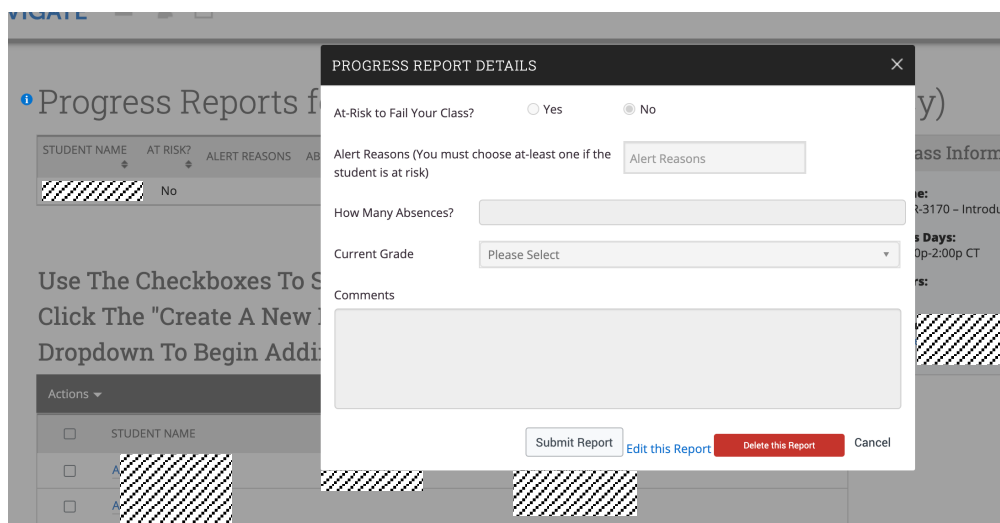 NAVIGATE
PROGRESS REPORT DETAILS
Progress Reports f
y)
At-Risk to Fail Your Class?
Yes
No
STUDENT NAME
AT RISK?
ALERT REASONS
AB
Alert Reasons (You must choose at-least one if the
student is at risk)
Alert Reasons
ass Inform
No
e:
R-3170 – Introdu
How Many Absences?
s Days:
0p-2:00p CT
Current Grade
Please Select
rs:
Use The Checkboxes To S
Click The "Create A New
Dropdown To Begin Addi
Comments
Actions
STUDENT NAME
Submit Report
Edit this Report
Delete this Report
Cancel
A
A